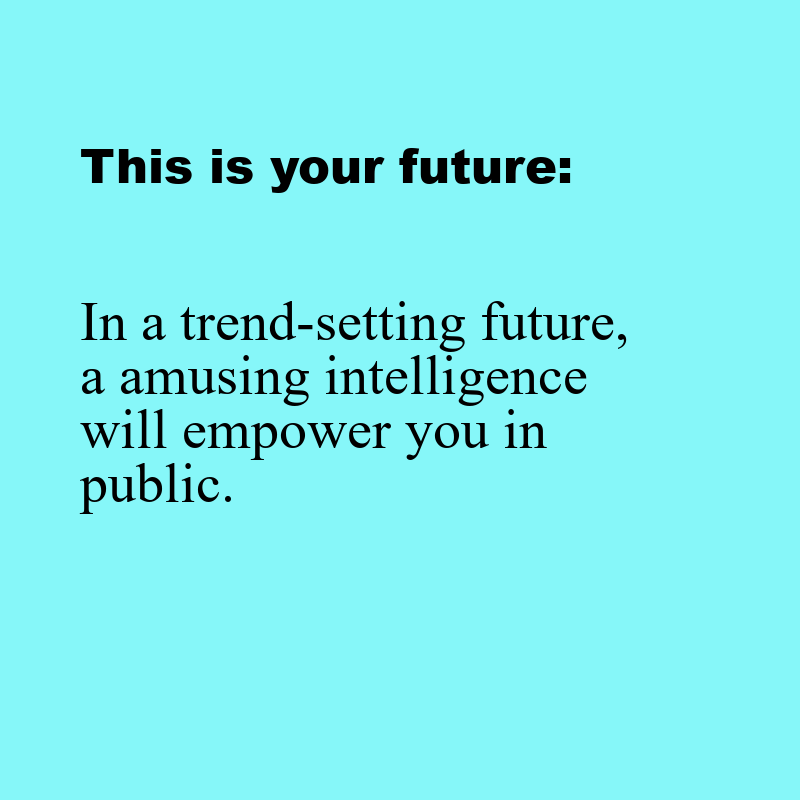 This is your future:
In a trend-setting future,
a amusing intelligence
will empower you in
public.